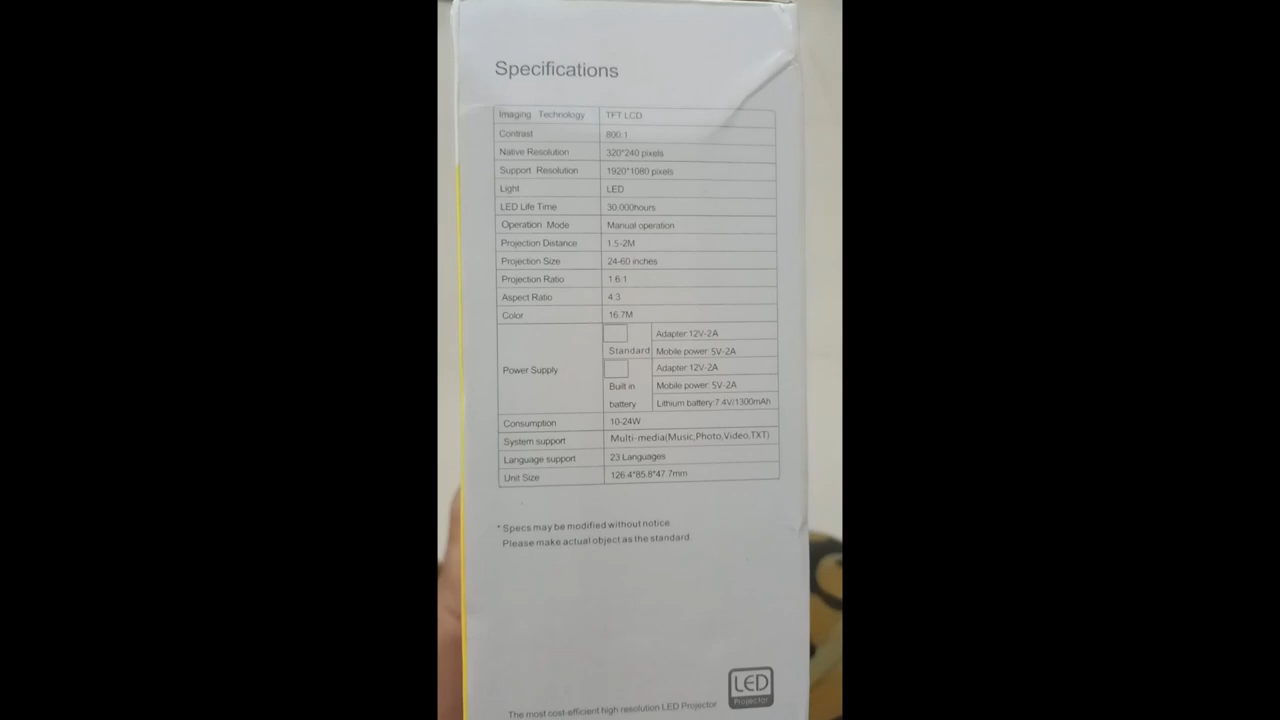 Specifications
Imaging Technology TFT LCD
Contrast 800:1
Native Resolution 320*240 pixels
Support Resolution 1920*1080 pixels
Light LED
LED Life Time 30.000hours
Operation Mode Manual operation
Projection Distance 1.5-2M
Projection Size 24-60 inches
Projection Ratio 1.6:1
Aspect Ratio 4:3
Color 16.7M
Power Supply
Standard
Adapter:12V-2A
Mobile power: 5V-2A
Built in
battery
Adapter:12V-2A
Mobile power: 5V-2A
Lithium battery:7.4V/1300mAh
Consumption 10-24W
System support Multi-media(Music,Photo,Video,TXT)
Language support 23 Languages
Unit Size 126.4*85.8*47.7mm
* Specs may be modified without notice
Please make actual object as the standard.
The most cost-efficient high resolution LED Projector
LED
Projector